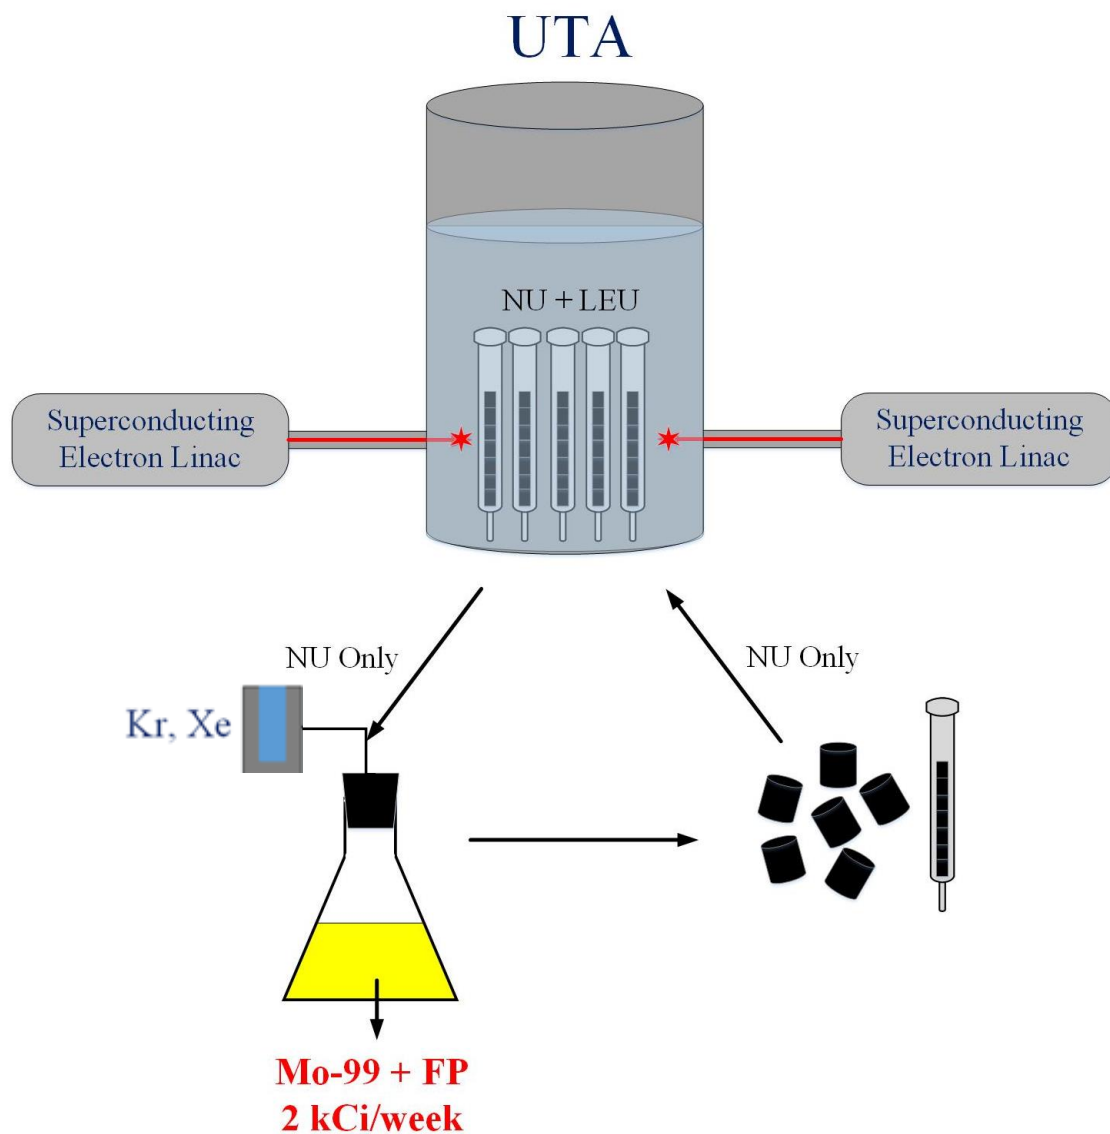 UTA
NU + LEU
Superconducting
Electron Linac
Superconducting
Electron Linac
NU Only
NU Only
Kr, Xe
Mo-99 + FP
2 kCi/week